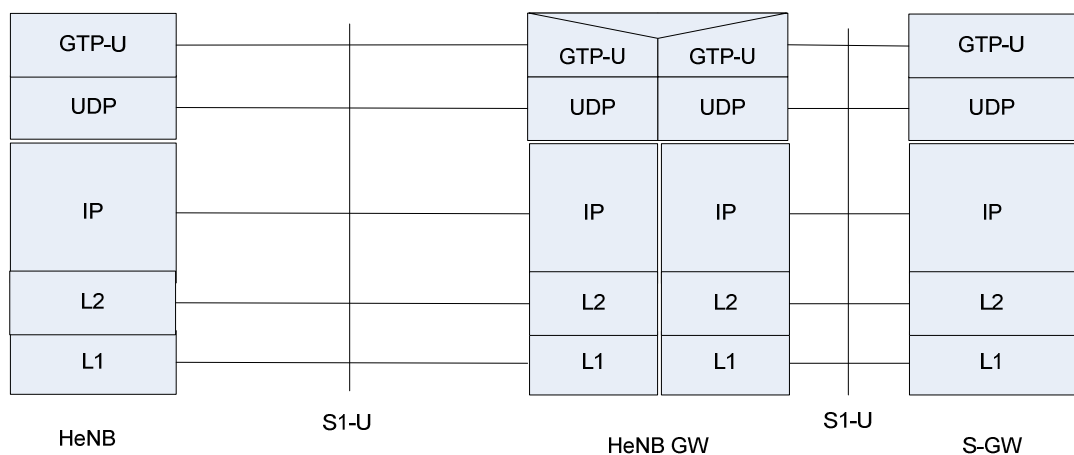 GTP-U
GTP-U GTP-U
GTP-U
UDP
UDP UDP
UDP
IP
IP IP
IP
L2
L2 L2
L2
L1
L1 L1
L1
S1-U
S1-U
HeNB
HeNB GW
S-GW